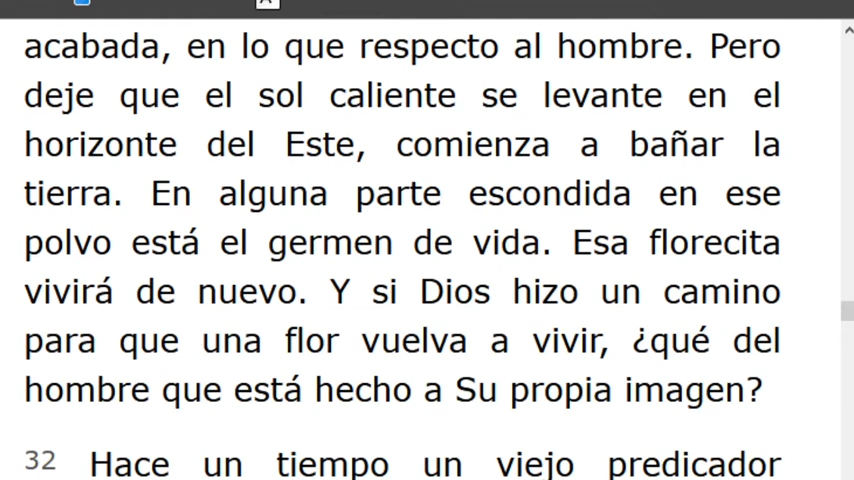 acabada, en lo que respecto al hombre. Pero
deje que el sol caliente se levante en el
horizonte del Este, comienza a bañar la
tierra. En alguna parte escondida en ese
polvo está el germen de vida. Esa florecita
vivirá de nuevo. Y si Dios hizo un camino
para que una flor vuelva a vivir, ¿qué del
hombre que está hecho a Su propia imagen?
32 Hace un tiempo un viejo predicador